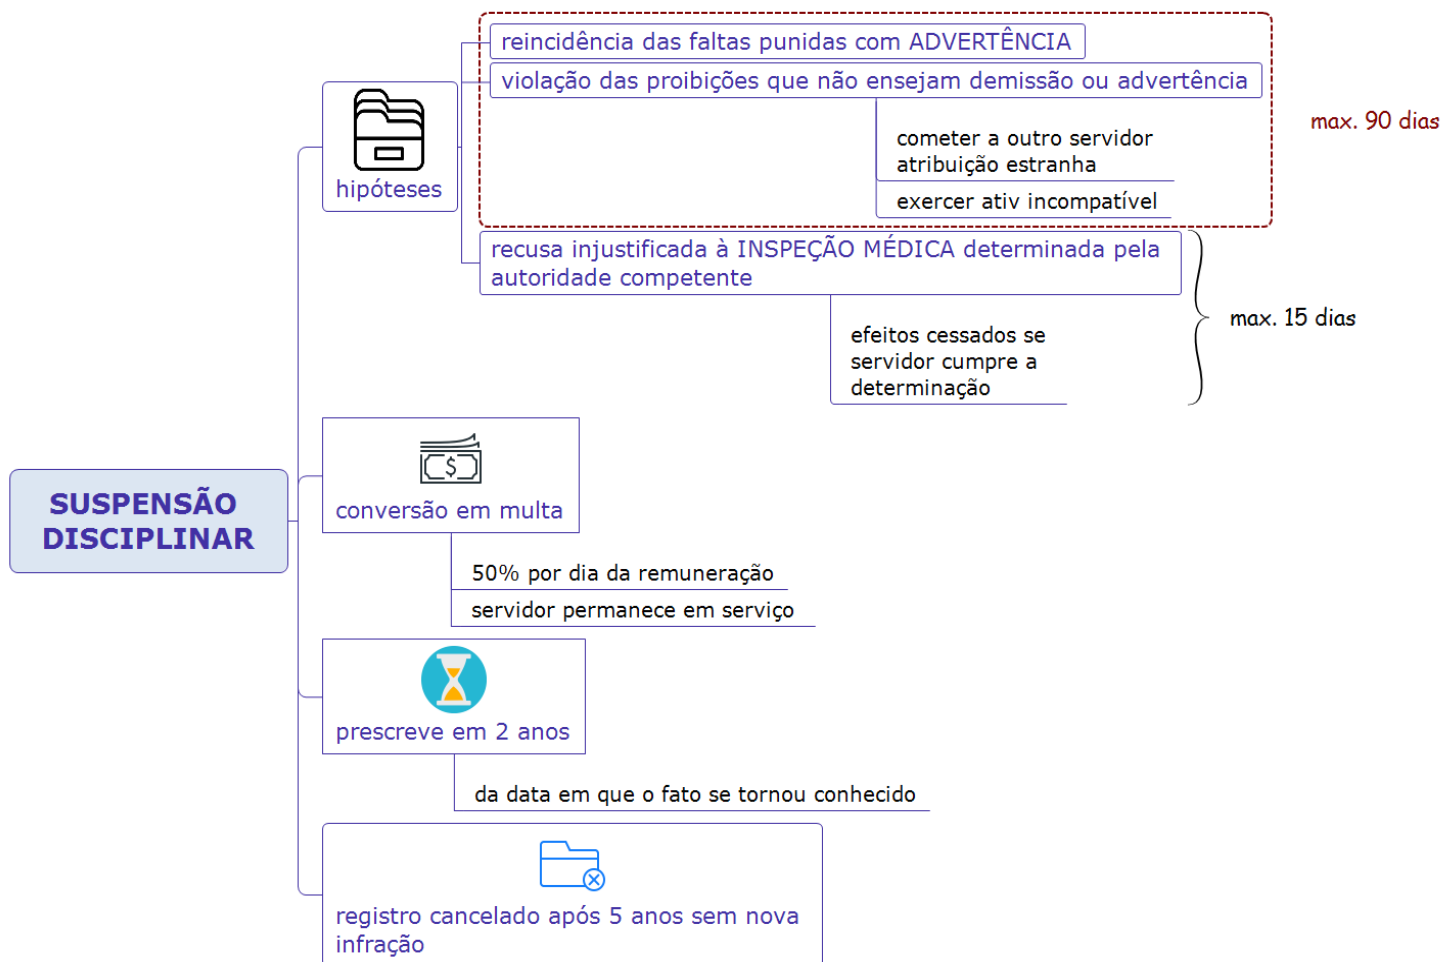 reincidência das faltas punidas com ADVERTÊNCIA
violação das proibições que não ensejam demissão ou advertência
max. 90 dias
cometer a outro servidor
atribuição estranha
exercer ativ incompatível
hipóteses
recusa injustificada à INSPEÇÃO MÉDICA determinada pela
autoridade competente
max. 15 dias
efeitos cessados se
servidor cumpre a
determinação
SUSPENSÃO
DISCIPLINAR
$
conversão em multa
50% por dia da remuneração
servidor permanece em serviço
prescreve em 2 anos
da data em que o fato se tornou conhecido
registro cancelado após 5 anos sem nova
infração